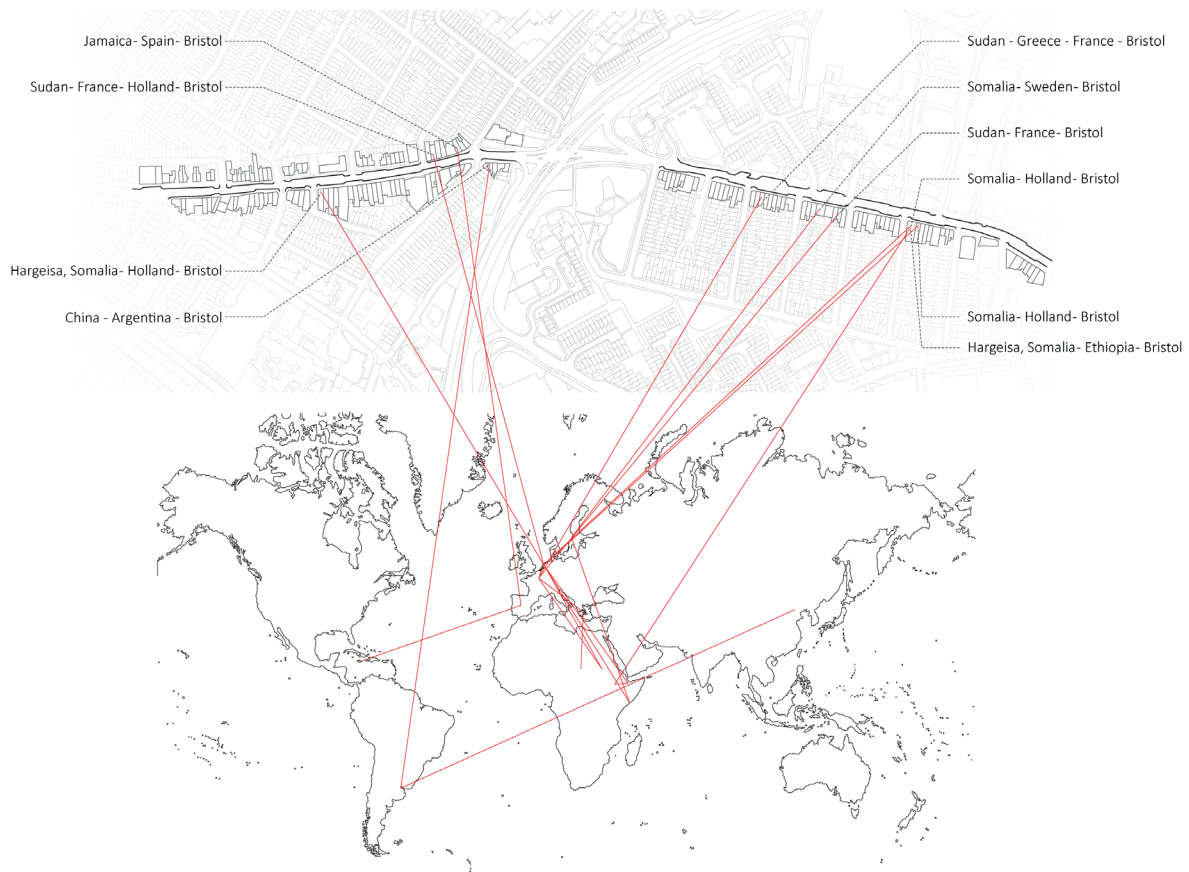 Jamaica- Spain- Bristol
Sudan- France- Holland- Bristol
Hargeisa, Somalia- Holland- Bristol
China - Argentina - Bristol
Sudan - Greece - France - Bristol
Somalia- Sweden- Bristol
Sudan- France- Bristol
Somalia- Holland- Bristol
Somalia- Holland- Bristol
Hargeisa, Somalia- Ethiopia- Bristol